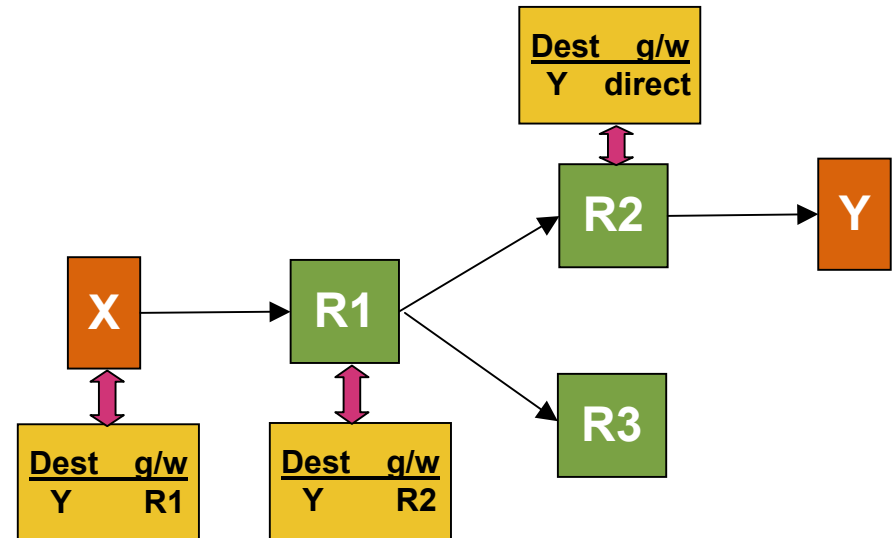 Dest g/w
Y direct
R2
Y
X
R1
R3
Dest g/w
Y R1
Dest g/w
Y R2